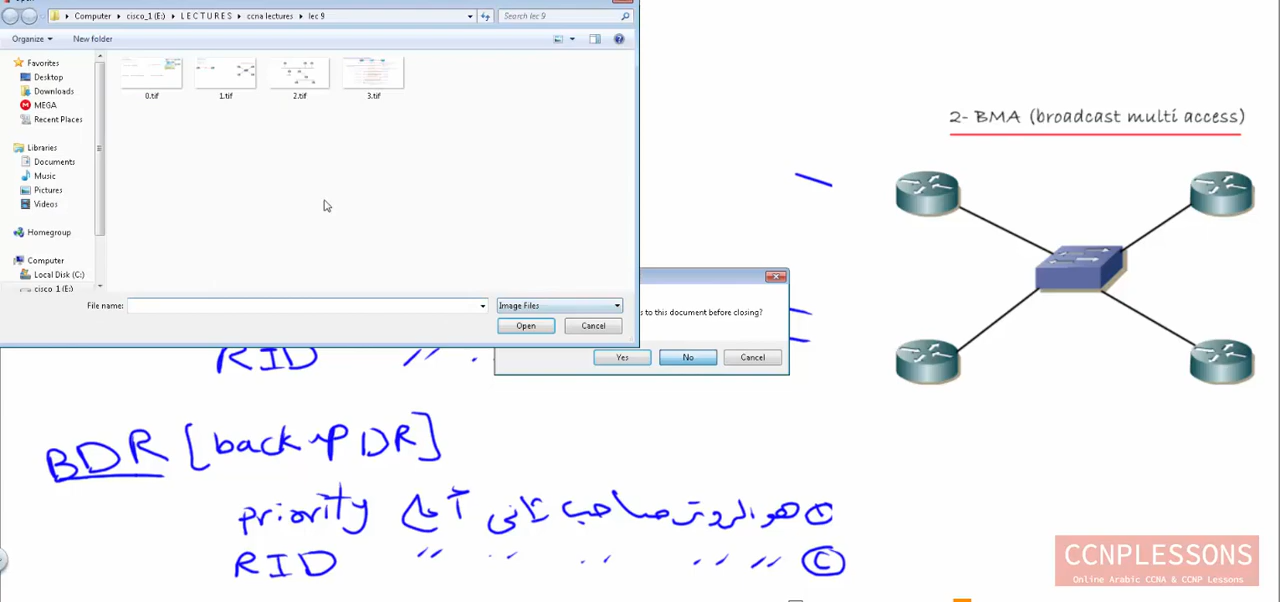 Computer ▸ cisco_1 (E:) ▸ LECTURES ▸ ccna lectures ▸ lec 9
Search lec 9
Organize
New folder
Favorites
Desktop
Downloads
MEGA
Recent Places
Libraries
Documents
Music
Pictures
Videos
Homegroup
Computer
Local Disk (C:)
cisco_1 (E:)
0.tif
1.tif
2.tif
3.tif
File name:
Image Files
Open
Cancel
s to this document before closing?
Yes
No
Cancel
2- BMA (broadcast multi access)
RID
BDR [back up DR]
هو الروتر صاحب ثاني أعلى priority
RID
CCNPLESSONS
Online Arabic CCNA & CCNP Lessons